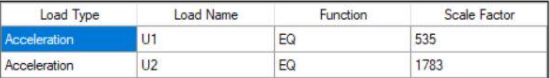 Load Type Load Name Function Scale Factor
Acceleration U1 EQ 535
Acceleration U2 EQ 1783